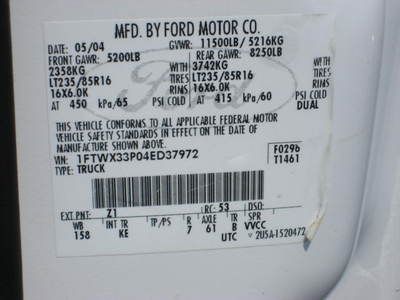 MFD. BY FORD MOTOR CO.
DATE: 05/04 GVWR: 11500LB/ 5216KG
FRONT GAWR: 5200LB REAR GAWR: 8250LB
2358KG WITH 3742KG WITH
LT235/85R16 TIRES LT235/85R16 TIRES
16X6.0K RIMS 16X6.0K RIMS
AT 450 kPa/65 PSI COLD AT 415 kPa/60 PSI COLD
DUAL
Ford
THIS VEHICLE CONFORMS TO ALL APPLICABLE FEDERAL MOTOR
VEHICLE SAFETY STANDARDS IN EFFECT ON THE DATE OF
MANUFACTURE SHOWN ABOVE.
VIN: 1FTWX33P04ED37972 F0296
TYPE: TRUCK T1461
EXT PNT: Z1 RC: 53 DSO:
WB INT TR TP/PS R AXLE TR SPR
158 KE 7 61 B VVCC
UTC